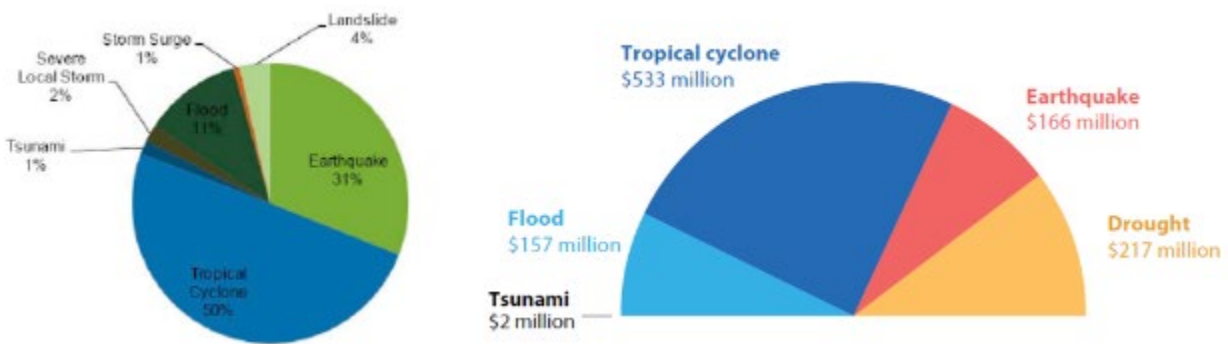 Landslide
4%
Storm Surge
1%
Severe
Local Storm
2%
Flood
11%
Tsunami
1%
Earthquake
31%
Tropical
Cyclone
50%
Tropical cyclone
$533 million
Earthquake
$166 million
Flood
$157 million
Drought
$217 million
Tsunami
$2 million